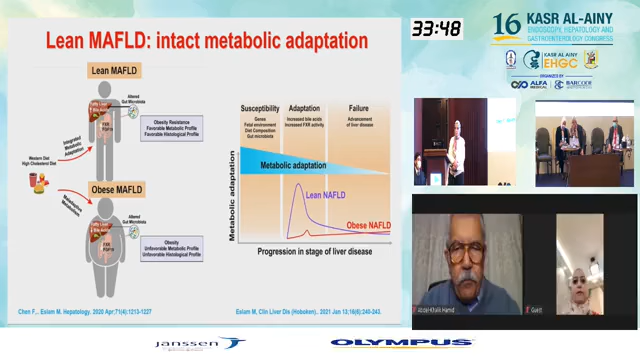 Lean MAFLD: intact metabolic adaptation
Lean MAFLD
Altered
Gut Microbiota
FXR
Obesity Resistance
Favorable Metabolic Profile
Favorable Histological Profile
Integrated
Metabolic
Adaptation
Western Diet
High Cholesterol Diet
Obese MAFLD
Altered
Gut Microbiota
FXR
Obesity
Unfavorable Metabolic Profile
Unfavorable Histological Profile
Susceptibility
Genes
Fetal environment
Diet Composition
Gut microbiota
Adaptation
Increased bile acids
Increased FXR activity
Failure
Advancement
of liver disease
Metabolic adaptation
Metabolic adaptation
Lean NAFLD
Obese NAFLD
Progression in stage of liver disease
Chen F... Eslam M. Hepatology. 2020 Apr;71(4):1213-1227
Eslam M, Clin Liver Dis (Hoboken). 2021 Jan 13;16(6):240-243.
33:48
16
KASR AL-AINY
ENDOSCOPY, HEPATOLOGY AND
GASTROENTEROLOGY CONGRESS
KASR AL AINY
EHGC
ORGANIZED BY
ALFA
MEDICAL
BARCODE
Abdel-Khalik Hamed
Guest
janssen
OLYMPUS